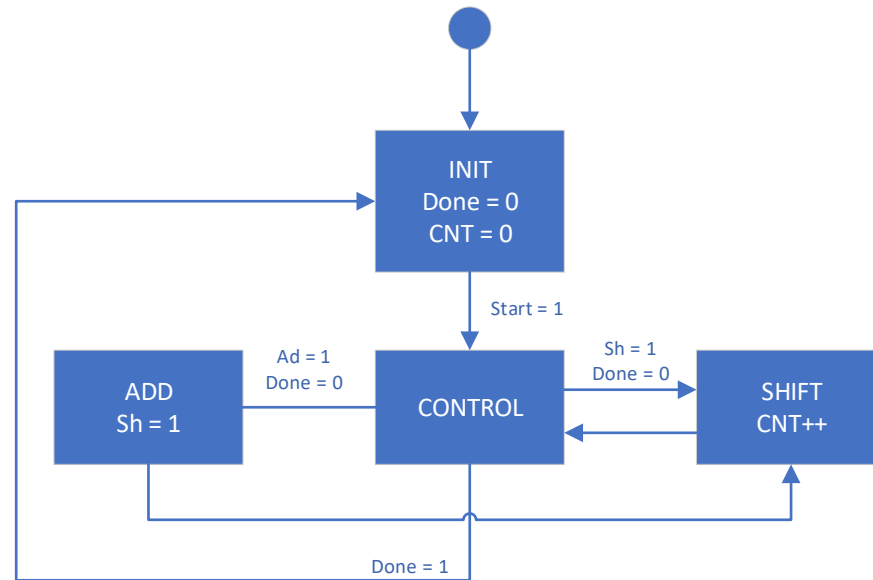 INIT
Done = 0
CNT = 0
Start = 1
Ad = 1
Done = 0
Sh = 1
Done = 0
ADD
Sh = 1
CONTROL
SHIFT
CNT++
Done = 1